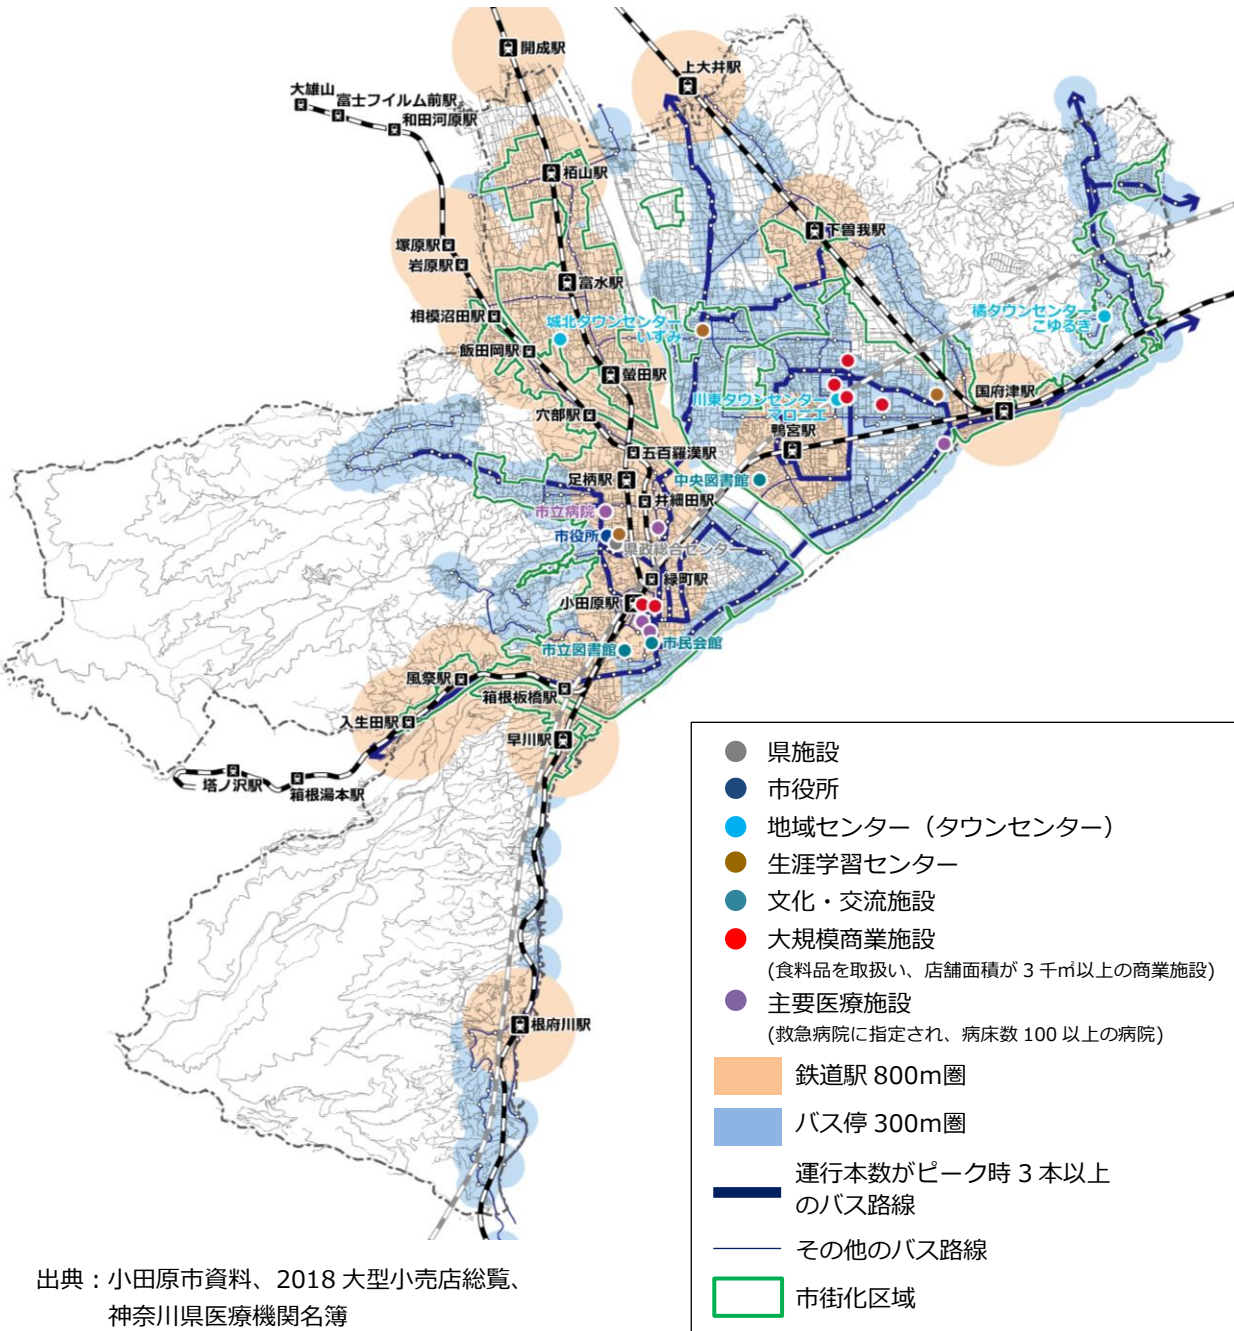 開成駅
上大井駅
大雄山
富士フイルム前駅
和田河原駅
栢山駅
塚原駅
下曽我駅
岩原駅
富水駅
相模沼田駅
城北タウンセンター
いずみ
橘タウンセンター
こゆるぎ
飯田岡駅
螢田駅
国府津駅
川東タウンセンター
マロニエ
穴部駅
鴨宮駅
五百羅漢駅
足柄駅
中央図書館
井細田駅
市立病院
市役所
県政総合センター
緑町駅
小田原駅
市民会館
市立図書館
風祭駅
箱根板橋駅
入生田駅
早川駅
塔ノ沢駅
箱根湯本駅
根府川駅
県施設
市役所
地域センター（タウンセンター）
生涯学習センター
文化・交流施設
大規模商業施設
(食料品を取扱い、店舗面積が 3 千㎡以上の商業施設)
主要医療施設
(救急病院に指定され、病床数 100 以上の病院)
鉄道駅 800m圏
バス停 300m圏
運行本数がピーク時 3 本以上
のバス路線
その他のバス路線
市街化区域
出典：小田原市資料、2018 大型小売店総覧、
神奈川県医療機関名簿